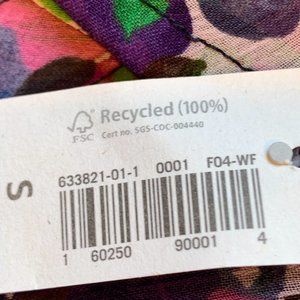 FSC
Recycled (100%)
Cert no. SGS-COC-004440
S
633821-01-1 0001 F04-WF
1 60250 90001 4